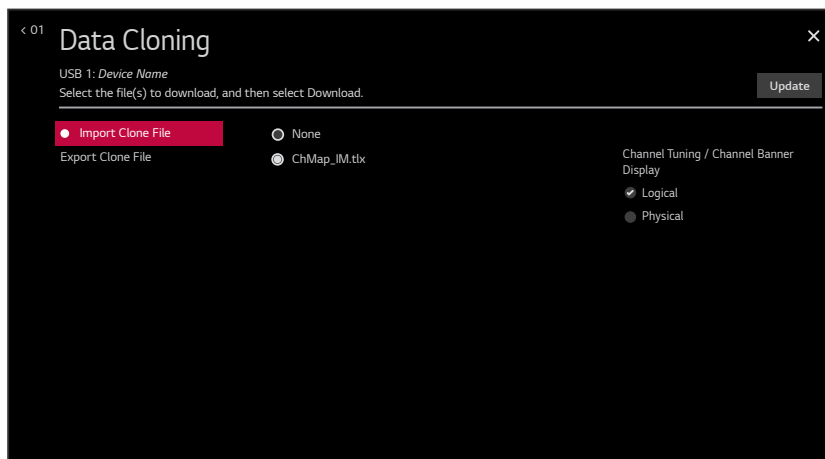 < 01
Data Cloning
USB 1: Device Name
Select the file(s) to download, and then select Download.
Update
Import Clone File
Export Clone File
None
ChMap_IM.tlx
Channel Tuning / Channel Banner
Display
Logical
Physical